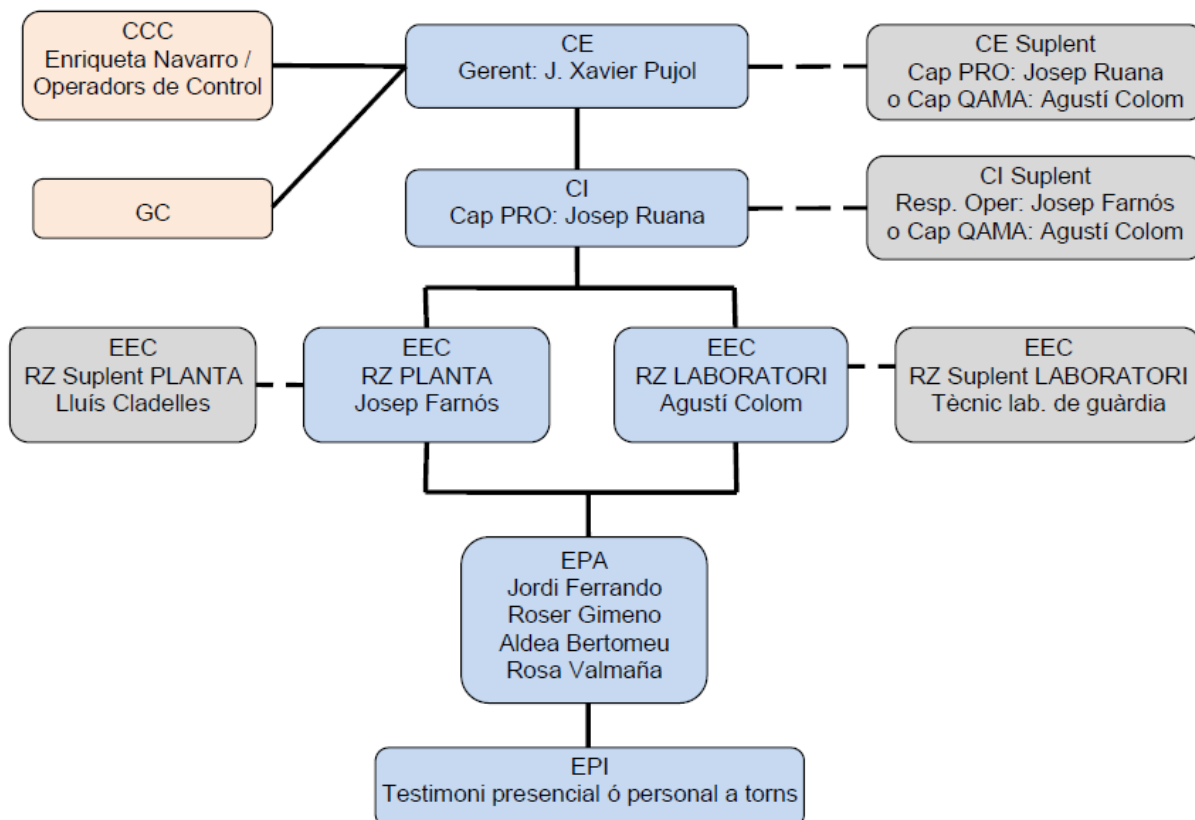 CCC
Enriqueta Navarro /
Operadors de Control
CE
Gerent: J. Xavier Pujol
CE Suplent
Cap PRO: Josep Ruana
o Cap QAMA: Agustí Colom
GC
CI
Cap PRO: Josep Ruana
CI Suplent
Resp. Oper: Josep Farnós
o Cap QAMA: Agustí Colom
EEC
RZ Suplent PLANTA
Lluís Cladelles
EEC
RZ PLANTA
Josep Farnós
EEC
RZ LABORATORI
Agustí Colom
EEC
RZ Suplent LABORATORI
Tècnic lab. de guàrdia
EPA
Jordi Ferrando
Roser Gimeno
Aldea Bertomeu
Rosa Valmaña
EPI
Testimoni presencial ó personal a torns